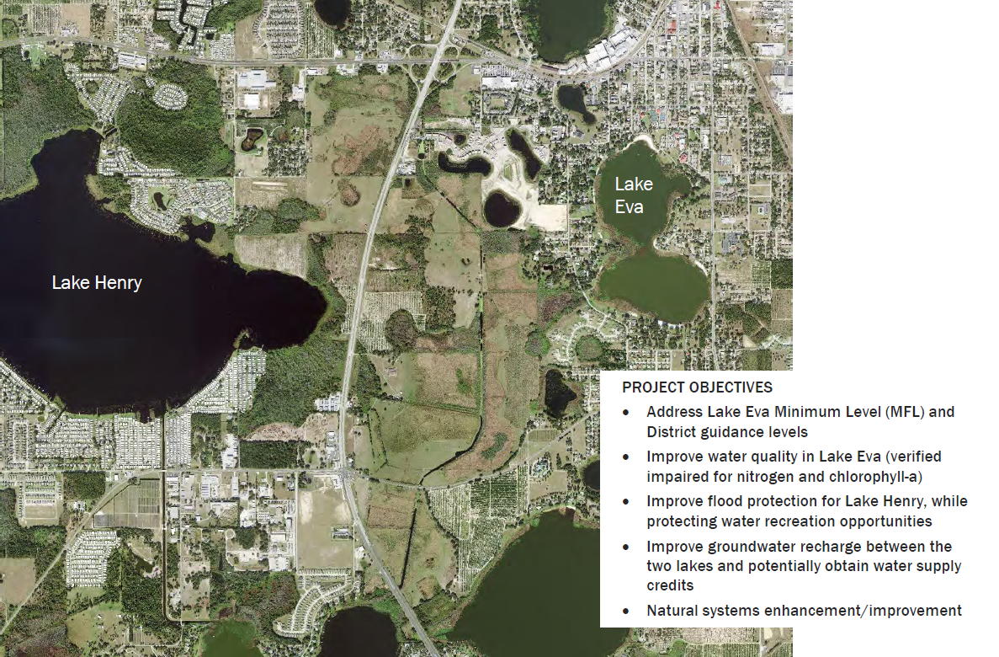 Lake
Eva
Lake Henry
PROJECT OBJECTIVES
• Address Lake Eva Minimum Level (MFL) and
District guidance levels
• Improve water quality in Lake Eva (verified
impaired for nitrogen and chlorophyll-a)
• Improve flood protection for Lake Henry, while
protecting water recreation opportunities
• Improve groundwater recharge between the
two lakes and potentially obtain water supply
credits
• Natural systems enhancement/improvement